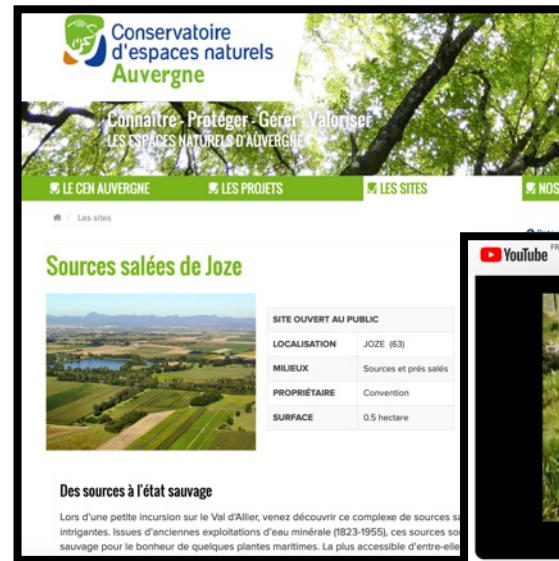 Conservatoire
d'espaces naturels
Auvergne
Connaître - Protéger - Gérer - Valoriser
LES ESPACES NATURELS D'AUVERGNE
LE CEN AUVERGNE
LES PROJETS
LES SITES
NOS
/ Les sites
Sources salées de Joze
SITE OUVERT AU PUBLIC
LOCALISATION JOZE (63)
MILIEUX Sources et prés salés
PROPRIÉTAIRE Convention
SURFACE 0.5 hectare
YouTube FR
Des sources à l'état sauvage
Lors d'une petite incursion sur le Val d'Allier, venez découvrir ce complexe de sources
intrigantes. Issues d'anciennes exploitations d'eau minérale (1823-1955), ces sources
sauvage pour le bonheur de quelques plantes maritimes. La plus accessible d'entre